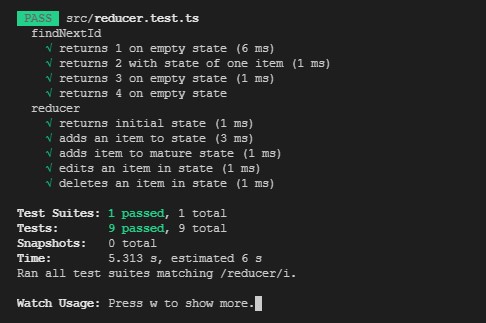 PASS src/reducer.test.ts
findNextId
√ returns 1 on empty state (6 ms)
√ returns 2 with state of one item (1 ms)
√ returns 3 on empty state (1 ms)
√ returns 4 on empty state
reducer
√ returns initial state (1 ms)
√ adds an item to state (3 ms)
√ adds item to mature state (1 ms)
√ edits an item in state (1 ms)
√ deletes an item in state (1 ms)
Test Suites: 1 passed, 1 total
Tests: 9 passed, 9 total
Snapshots: 0 total
Time: 5.313 s, estimated 6 s
Ran all test suites matching /reducer/i.
Watch Usage: Press w to show more.